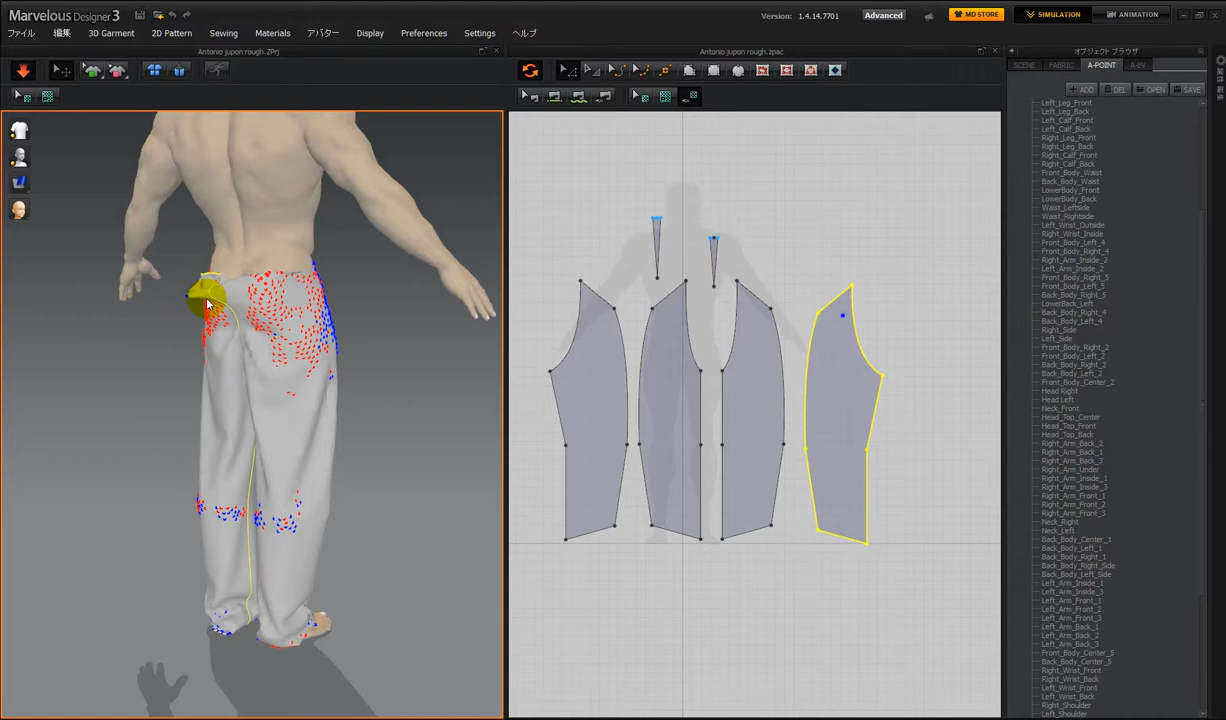 Marvelous Designer 3
Version: 1.4.14.7701
Advanced
MD STORE
SIMULATION
ANIMATION
ファイル
編集
3D Garment
2D Pattern
Sewing
Materials
アバター
Display
Preferences
Settings
ヘルプ
Antonio jupon rough.ZPrj
Antonio jupon rough.zpac
オブジェクト ブラウザ
SCENE
FABRIC
A-POINT
A-BV
ADD
DEL
OPEN
SAVE
Left_Leg_Front
Left_Leg_Back
Left_Calf_Front
Left_Calf_Back
Right_Leg_Front
Right_Leg_Back
Right_Calf_Front
Right_Calf_Back
Front_Body_Waist
Back_Body_Waist
LowerBody_Front
LowerBody_Back
Waist_Leftside
Waist_Rightside
Left_Wrist_Outside
Right_Wrist_Inside
Front_Body_Left_4
Front_Body_Right_4
Right_Arm_Inside_2
Left_Arm_Inside_2
Front_Body_Right_5
Front_Body_Left_5
Back_Body_Right_5
LowerBack_Left
Back_Body_Right_4
Back_Body_Left_4
Right_Side
Left_Side
Front_Body_Right_2
Front_Body_Left_2
Back_Body_Right_2
Back_Body_Left_2
Front_Body_Center_2
Head Right
Head Left
Neck_Front
Head_Top_Center
Head_Top_Front
Head_Top_Back
Right_Arm_Back_2
Right_Arm_Back_1
Right_Arm_Back_3
Right_Arm_Under
Right_Arm_Inside_1
Right_Arm_Inside_3
Right_Arm_Front_1
Right_Arm_Front_2
Right_Arm_Front_3
Neck_Right
Neck_Left
Back_Body_Center_1
Back_Body_Left_1
Back_Body_Right_1
Back_Body_Right_Side
Back_Body_Left_Side
Left_Arm_Inside_1
Left_Arm_Inside_3
Left_Arm_Front_1
Left_Arm_Front_2
Left_Arm_Front_3
Left_Arm_Back_1
Left_Arm_Back_2
Left_Arm_Back_3
Front_Body_Center_5
Back_Body_Center_5
Right_Wrist_Front
Right_Wrist_Back
Left_Wrist_Front
Left_Wrist_Back
Right_Shoulder
Left_Shoulder